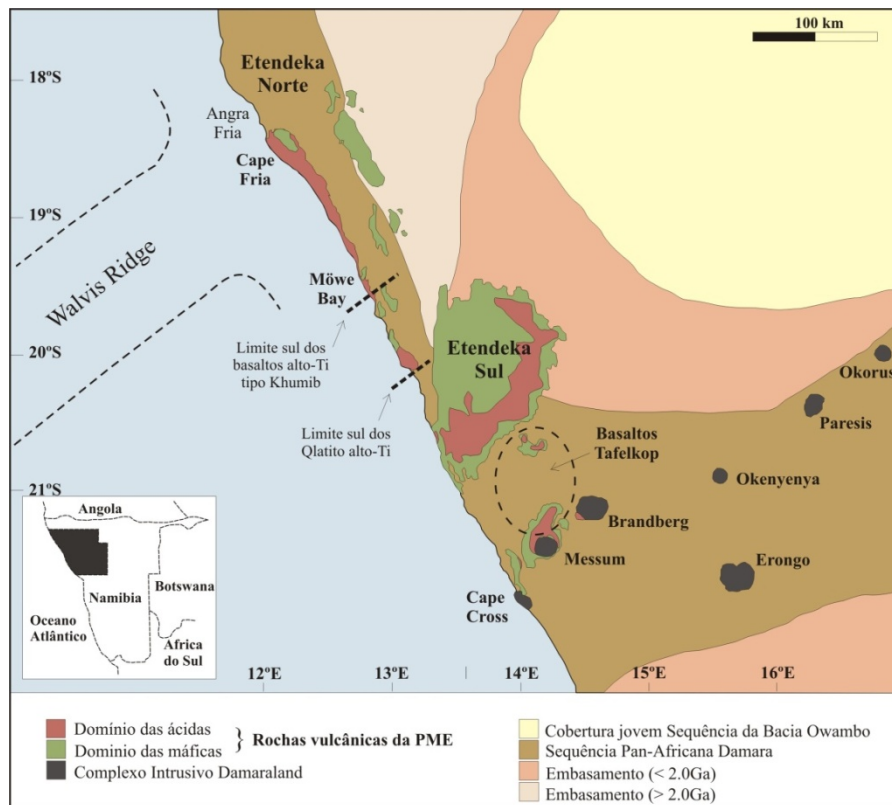 100 km
18ºS
19ºS
20ºS
21ºS
Etendeka
Norte
Angra
Fria
Cape
Fria
Walvis Ridge
Möwe
Bay
Limite sul dos
basaltos alto-Ti
tipo Khumib
Limite sul dos
Qlatito alto-Ti
Etendeka
Sul
Basaltos
Tafelkop
Okorus
Paresis
Okenyenya
Brandberg
Messum
Erongo
Cape
Cross
Angola
Namibia
Botswana
Oceano
Atlântico
Africa
do Sul
12ºE
13ºE
14ºE
15ºE
16ºE
Domínio das ácidas
Dominio das máficas
} Rochas vulcânicas da PME
Complexo Intrusivo Damaraland
Cobertura jovem Sequência da Bacia Owambo
Sequência Pan-Africana Damara
Embasamento (< 2.0Ga)
Embasamento (> 2.0Ga)